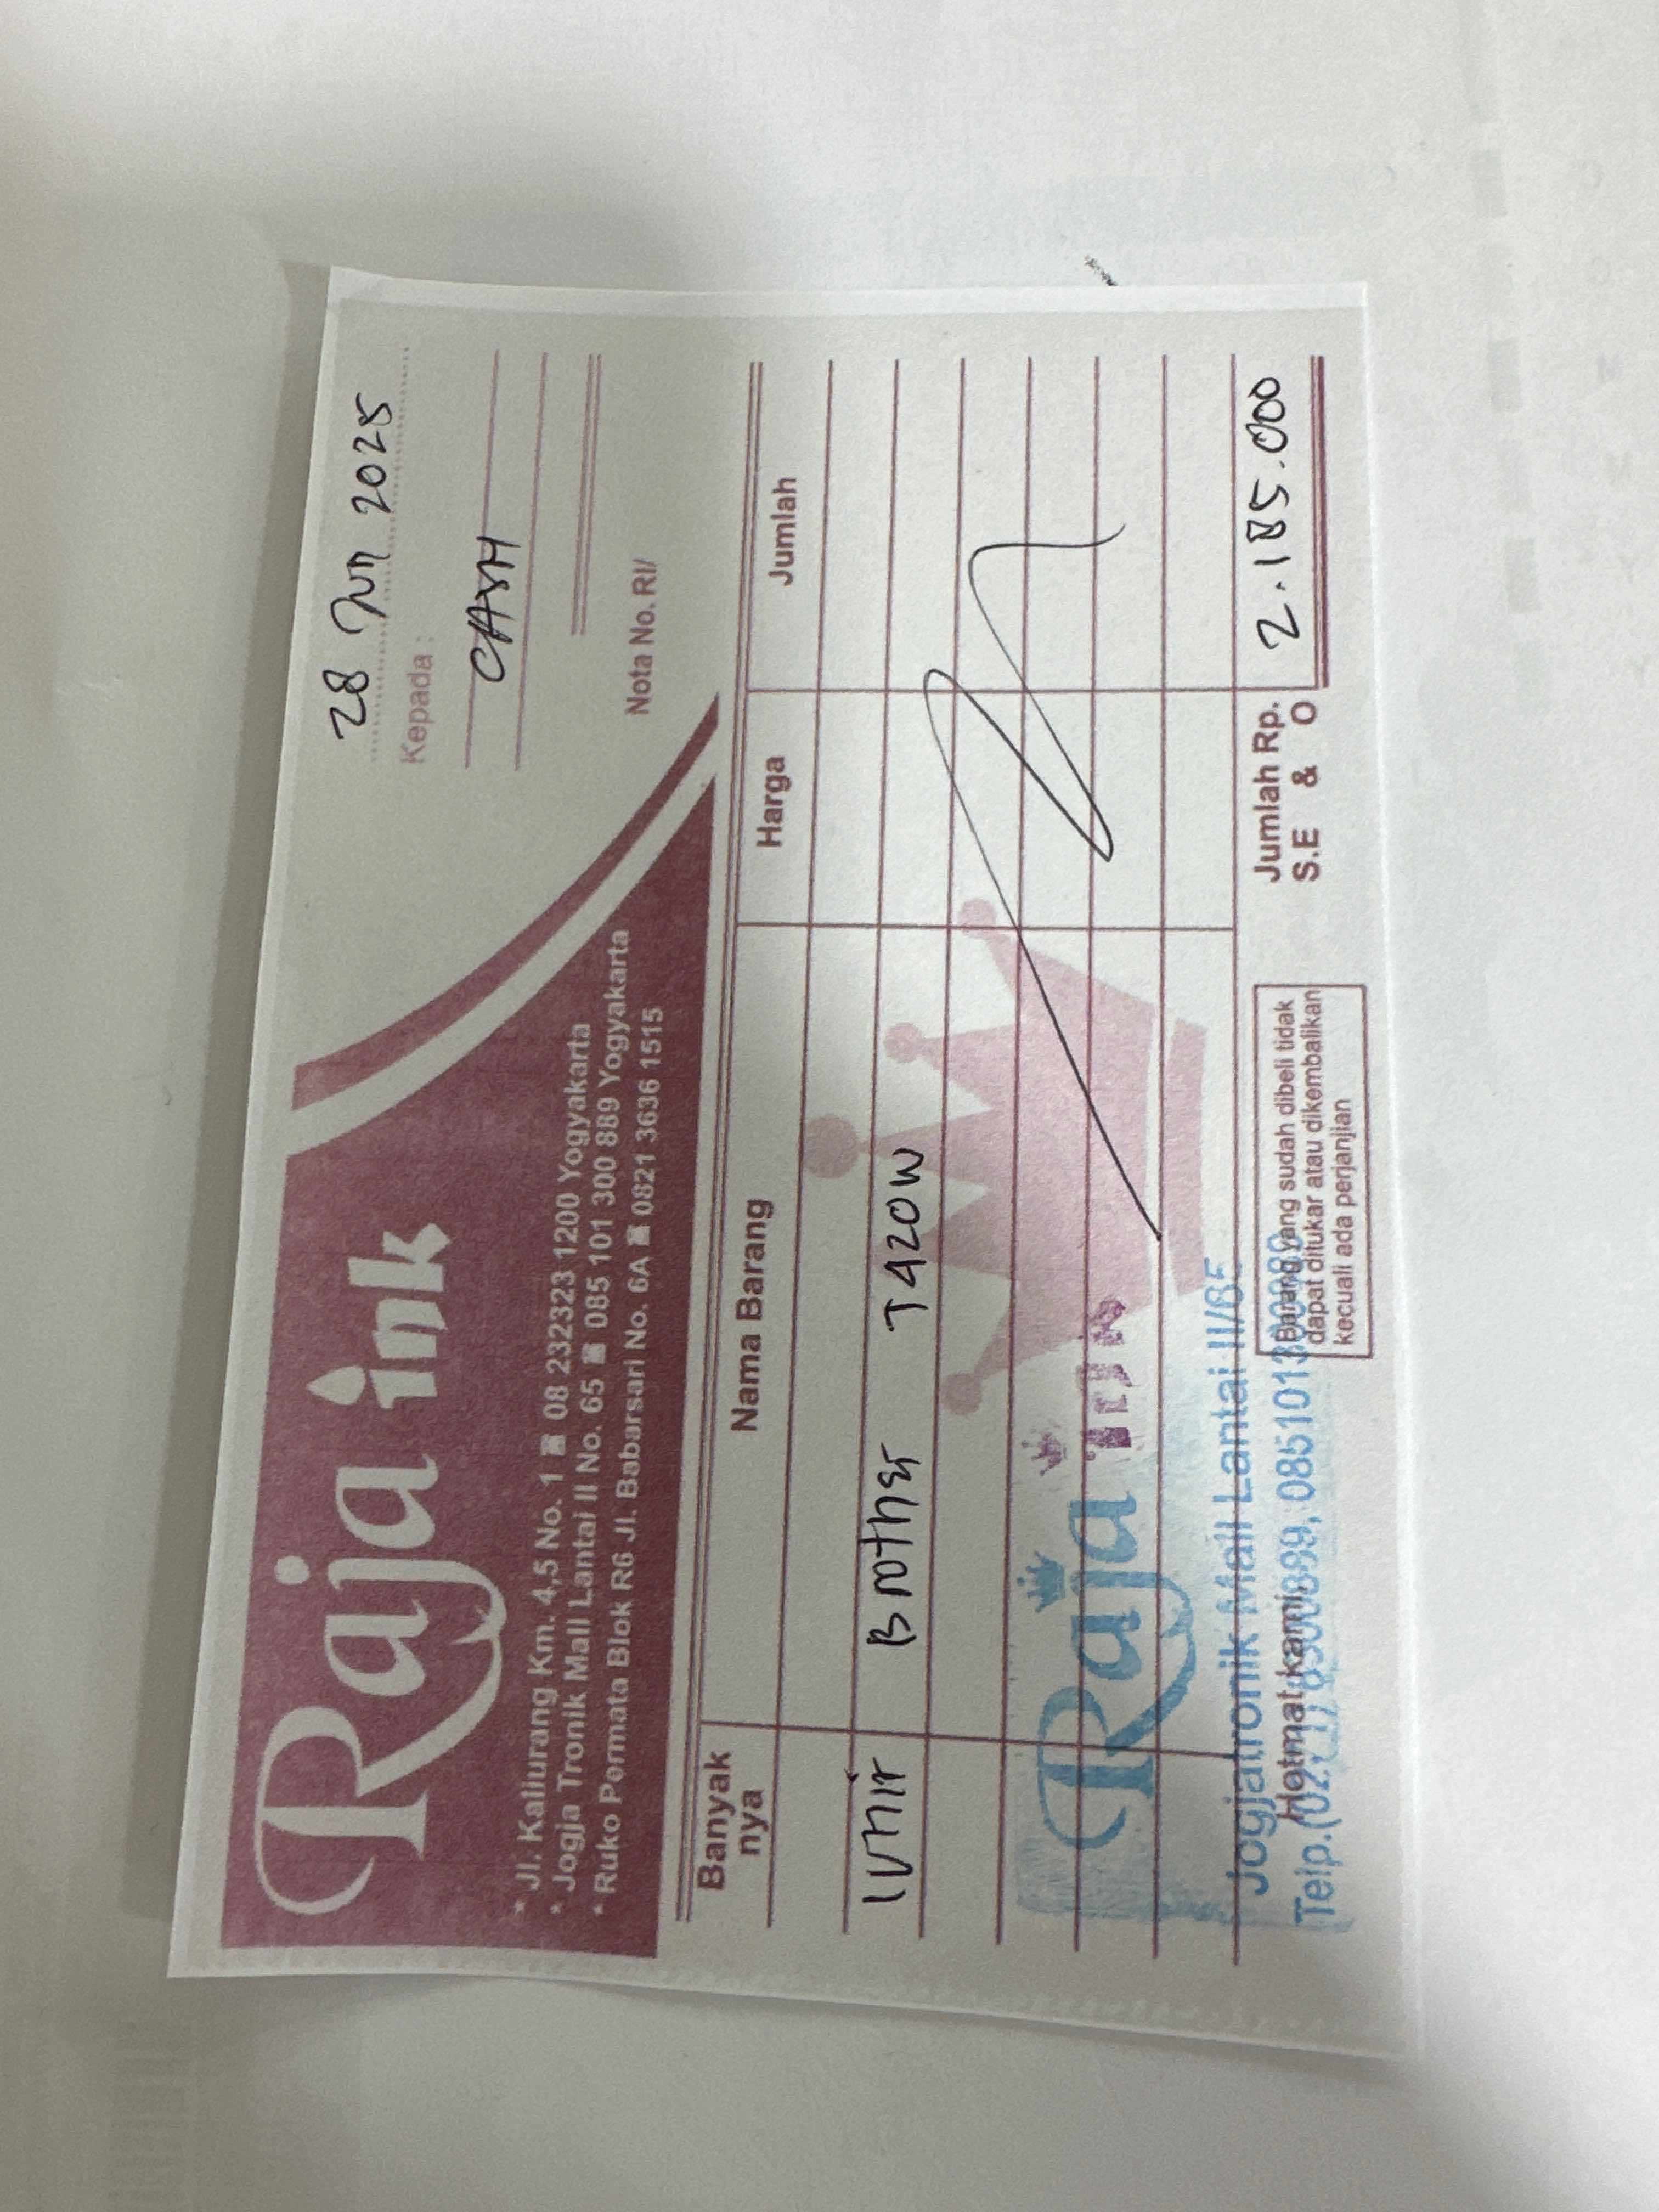 Raja ink
* Jl. Kaliurang Km. 4,5 No. 1 ☎ 08 232323 1200 Yogyakarta
* Jogja Tronik Mall Lantai II No. 65 ☎ 085 101 300 889 Yogyakarta
* Ruko Permata Blok R6 Jl. Babarsari No. 6A ☎ 0821 3636 1515
28 Jun 2025
Kepada :
CASH
Nota No. RI/
Banyak nya Nama Barang Harga Jumlah
1 Unit Brother T420W
Raja ink
Jogjatronik Mall Lantai II/
Hormat kami,
Barang yang sudah dibeli tidak
dapat ditukar atau dikembalikan
kecuali ada perjanjian
Jumlah Rp. 2.185.000
S.E & O